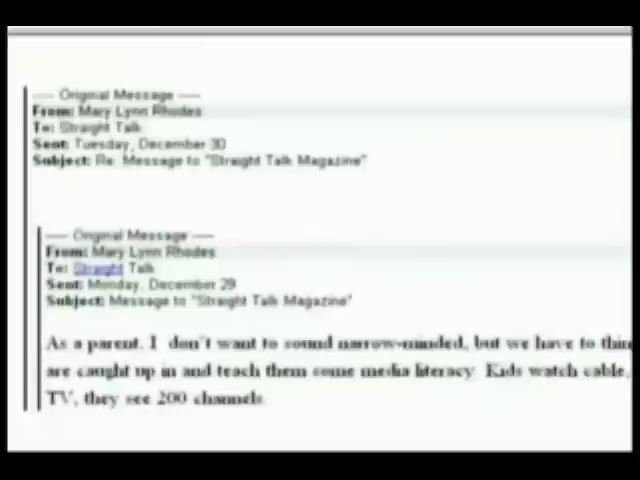 ---- Original Message ----
From: Mary Lynn Rhodes
To: Straight Talk
Sent: Tuesday, December 30
Subject: Re: Message to "Straight Talk Magazine"
---- Original Message ----
From: Mary Lynn Rhodes
To: Straight Talk
Sent: Monday, December 29
Subject: Message to "Straight Talk Magazine"
As a parent, I don't want to sound narrow-minded, but we have to thin
are caught up in and teach them some media literacy. Kids watch cable,
TV, they see 200 channels